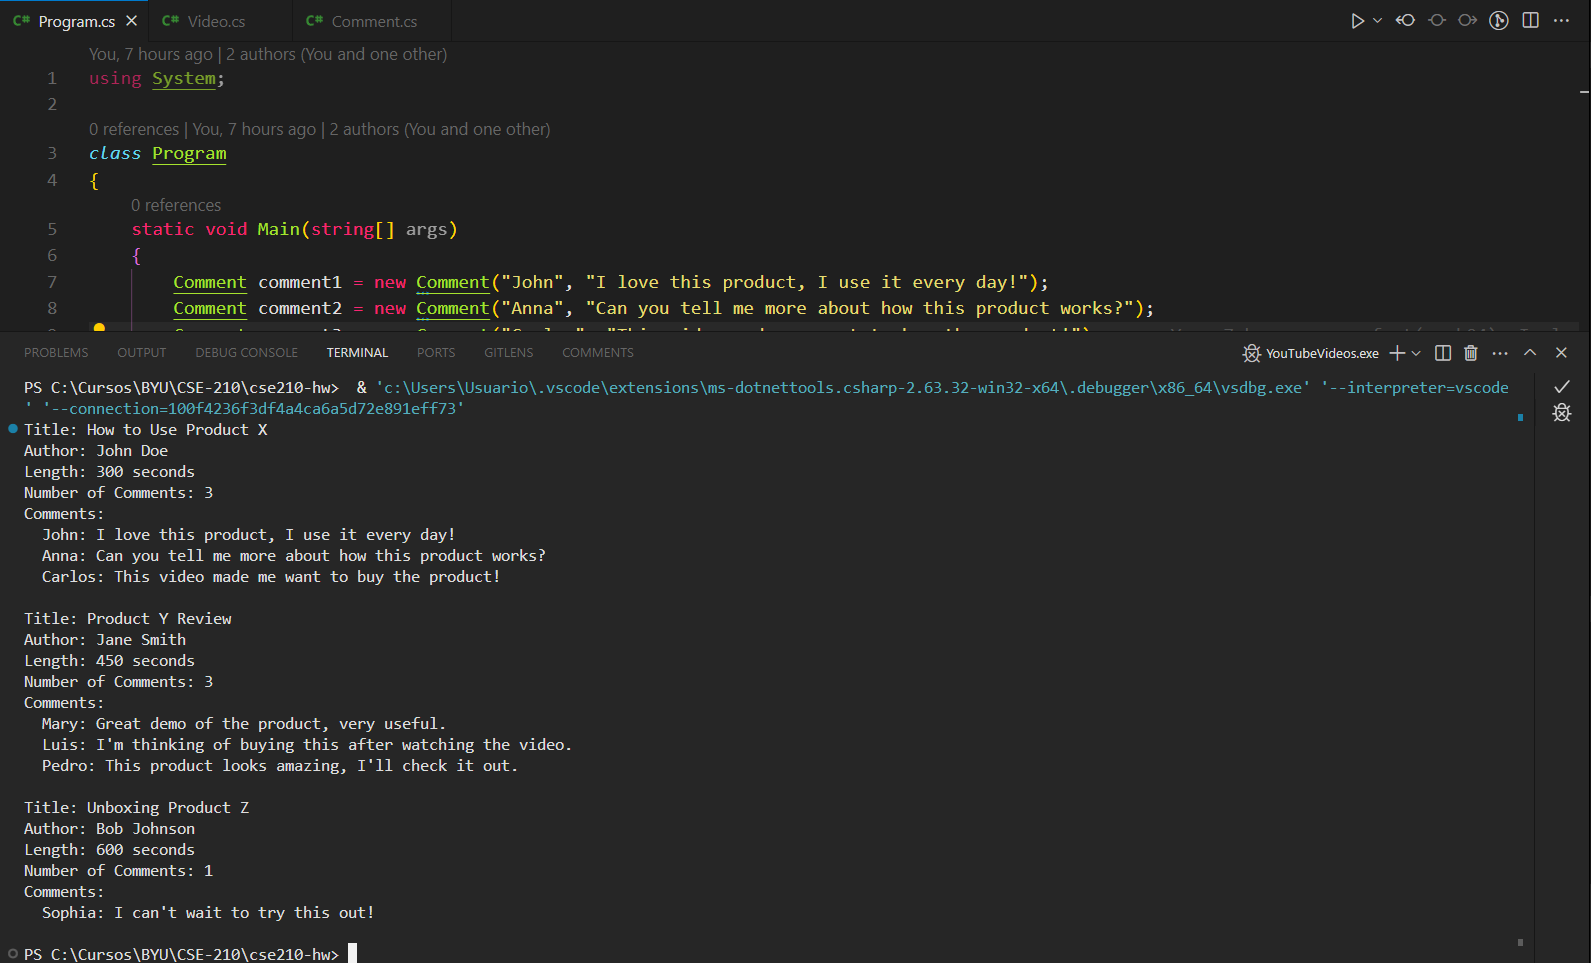 C# Program.cs C# Video.cs C# Comment.cs
You, 7 hours ago | 2 authors (You and one other)
1 using System;
2
0 references | You, 7 hours ago | 2 authors (You and one other)
3 class Program
4 {
0 references
5 static void Main(string[] args)
6 {
7 Comment comment1 = new Comment("John", "I love this product, I use it every day!");
8 Comment comment2 = new Comment("Anna", "Can you tell me more about how this product works?");
PROBLEMS OUTPUT DEBUG CONSOLE TERMINAL PORTS GITLENS COMMENTS YouTubeVideos.exe
PS C:\Cursos\BYU\CSE-210\cse210-hw> & 'c:\Users\Usuario\.vscode\extensions\ms-dotnettools.csharp-2.63.32-win32-x64\.debugger\x86_64\vsdbg.exe' '--interpreter=vscode
' '--connection=100f4236f3df4a4ca6a5d72e891eff73'
Title: How to Use Product X
Author: John Doe
Length: 300 seconds
Number of Comments: 3
Comments:
John: I love this product, I use it every day!
Anna: Can you tell me more about how this product works?
Carlos: This video made me want to buy the product!
Title: Product Y Review
Author: Jane Smith
Length: 450 seconds
Number of Comments: 3
Comments:
Mary: Great demo of the product, very useful.
Luis: I'm thinking of buying this after watching the video.
Pedro: This product looks amazing, I'll check it out.
Title: Unboxing Product Z
Author: Bob Johnson
Length: 600 seconds
Number of Comments: 1
Comments:
Sophia: I can't wait to try this out!
PS C:\Cursos\BYU\CSE-210\cse210-hw>